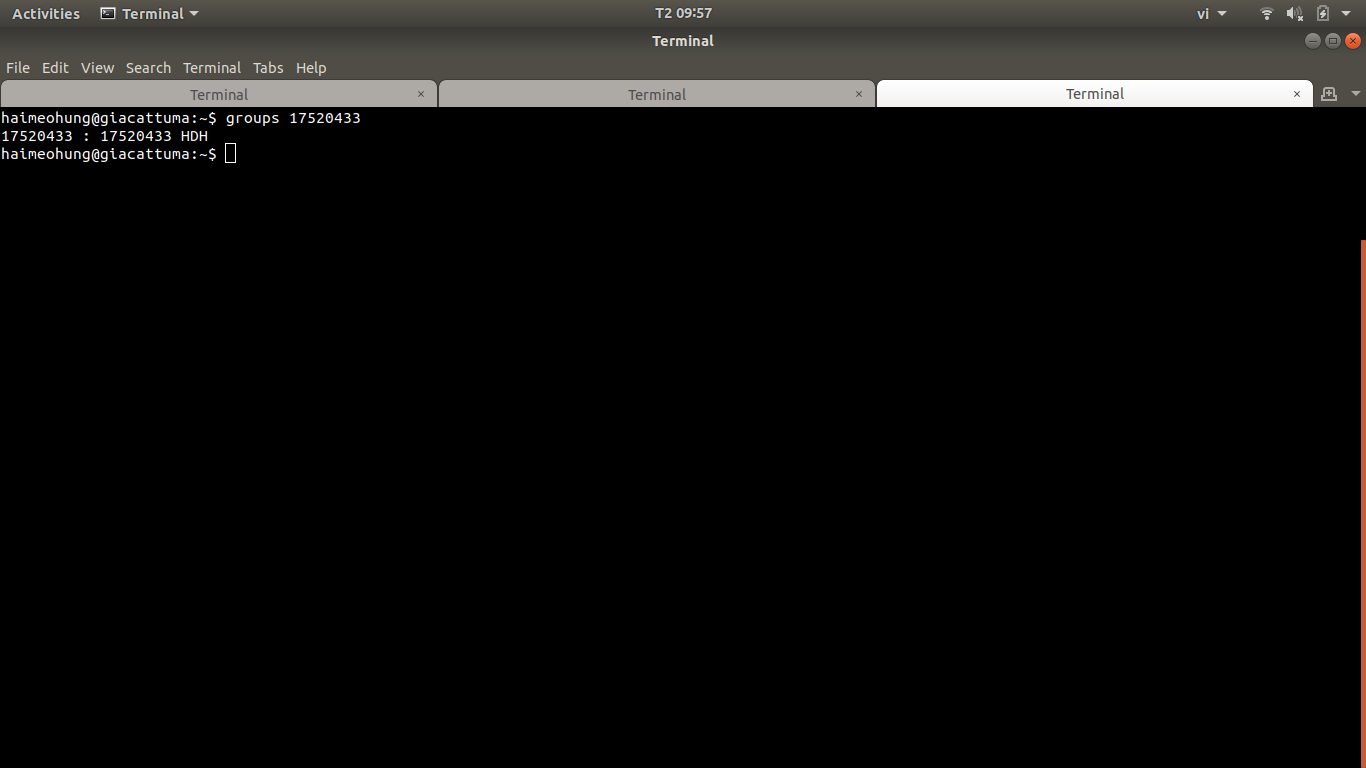 Activities Terminal T2 09:57 vi
Terminal
File Edit View Search Terminal Tabs Help
Terminal × Terminal × Terminal ×
haimeohung@giacattuma:~$ groups 17520433
17520433 : 17520433 HDH
haimeohung@giacattuma:~$